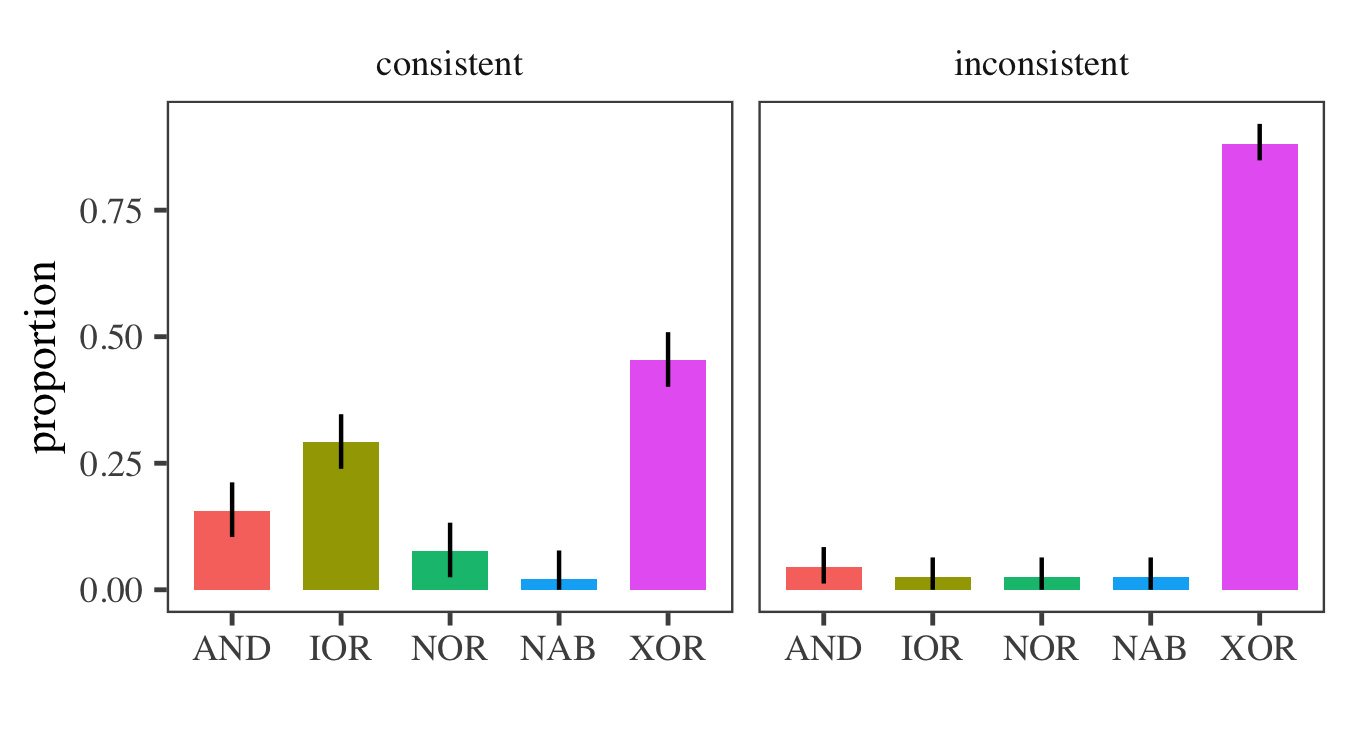 consistent
inconsistent
proportion
0.75
0.50
0.25
0.00
AND IOR NOR NAB XOR
AND IOR NOR NAB XOR